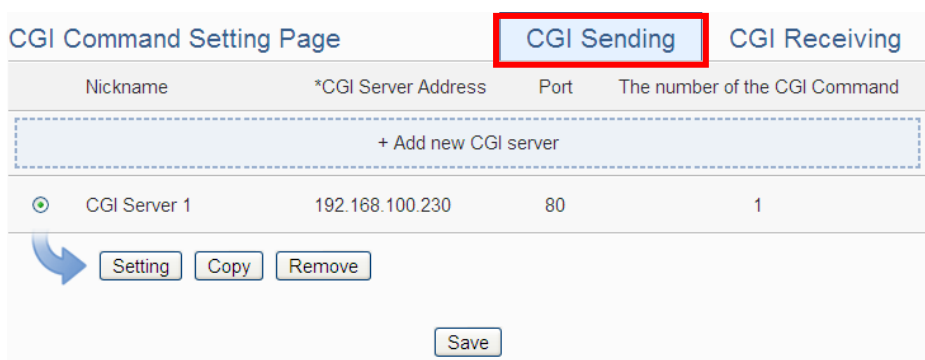 CGI Command Setting Page CGI Sending CGI Receiving
Nickname *CGI Server Address Port The number of the CGI Command
+ Add new CGI server
CGI Server 1 192.168.100.230 80 1
Setting Copy Remove
Save